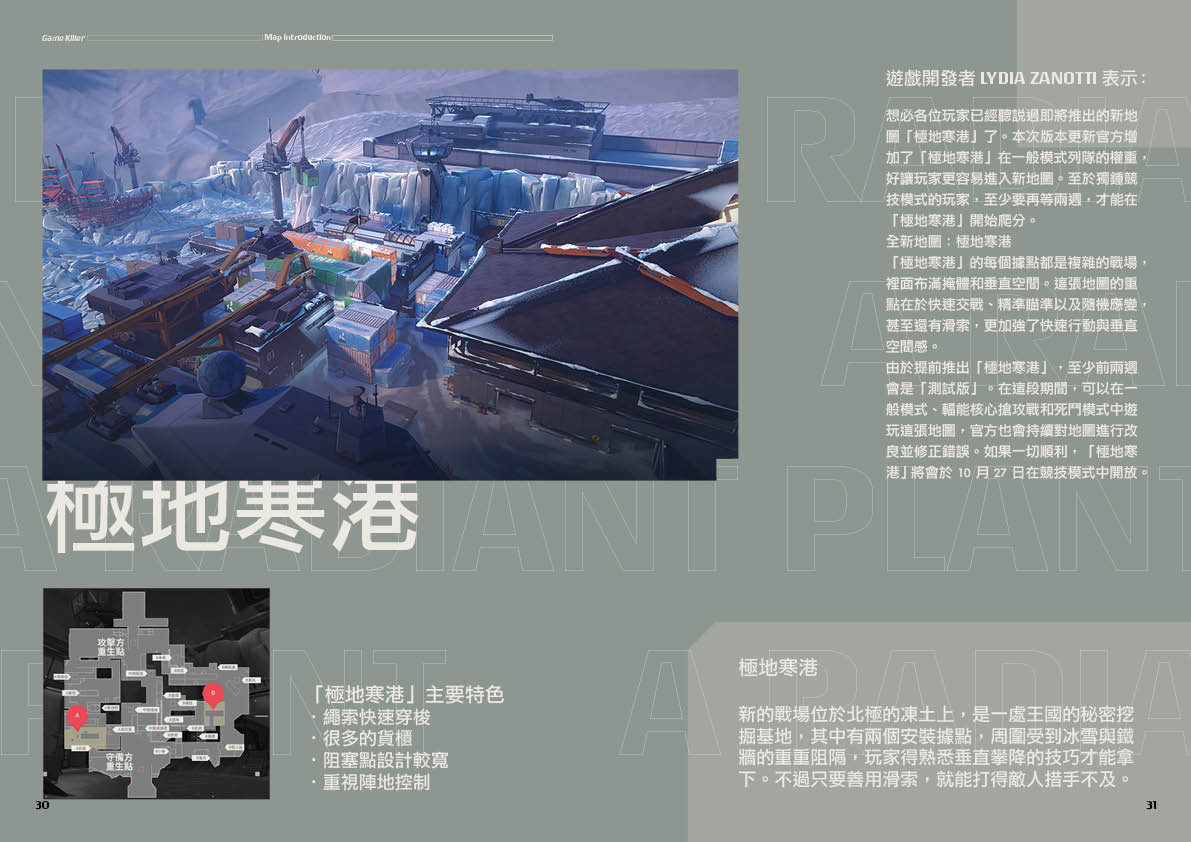 Game Killer
Map Introduction
遊戲開發者 LYDIA ZANOTTI 表示：
想必各位玩家已經聽說過即將推出的新地
圖「極地寒港」了。本次版本更新官方增
加了「極地寒港」在一般模式列隊的權重，
好讓玩家更容易進入新地圖。至於獨鍾競
技模式的玩家，至少要再等兩週，才能在
「極地寒港」開始爬分。
全新地圖：極地寒港
「極地寒港」的每個據點都是複雜的戰場，
裡面布滿掩體和垂直空間。這張地圖的重
點在於快速交戰、精準瞄準以及隨機應變，
甚至還有滑索，更加強了快速行動與垂直
空間感。
由於提前推出「極地寒港」，至少前兩週
會是「測試版」。在這段期間，可以在一
般模式、輻能核心搶攻戰和死鬥模式中遊
玩這張地圖，官方也會持續對地圖進行改
良並修正錯誤。如果一切順利，「極地寒
港」將會於 10 月 27 日在競技模式中開放。
極地寒港
攻擊方
重生點
B
A
守備方
重生點
「極地寒港」主要特色
·繩索快速穿梭
·很多的貨櫃
·阻塞點設計較寬
·重視陣地控制
極地寒港
新的戰場位於北極的凍土上，是一處王國的秘密挖
掘基地，其中有兩個安裝據點，周圍受到冰雪與鐵
牆的重重阻隔，玩家得熟悉垂直攀降的技巧才能拿
下。不過只要善用滑索，就能打得敵人措手不及。
A RADIANT PLANT
30
31